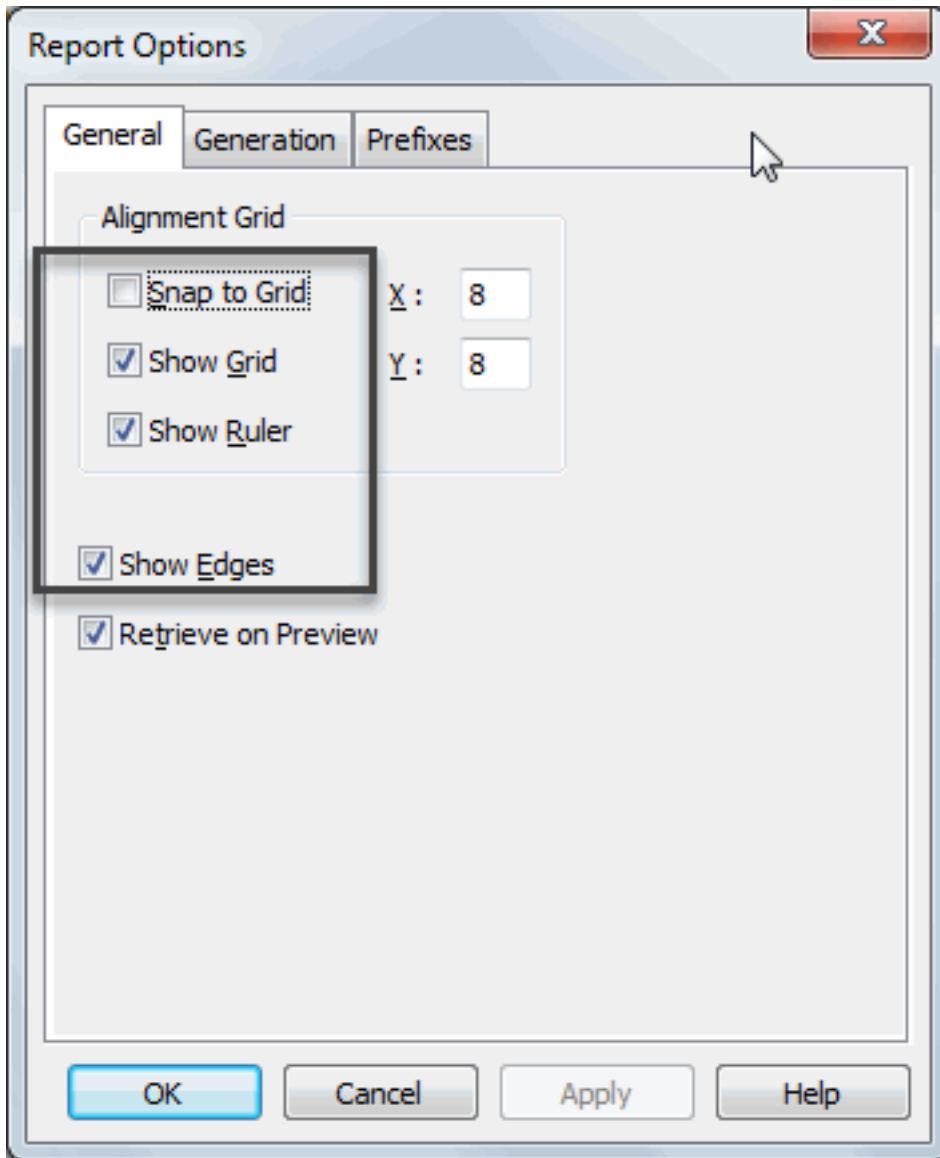 Report Options
General Generation Prefixes
Alignment Grid
Snap to Grid X : 8
Show Grid Y : 8
Show Ruler
Show Edges
Retrieve on Preview
OK Cancel Apply Help